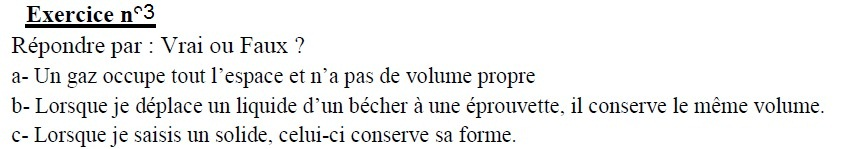 Exercice n°3
Répondre par : Vrai ou Faux ?
a- Un gaz occupe tout l’espace et n’a pas de volume propre
b- Lorsque je déplace un liquide d’un bécher à une éprouvette, il conserve le même volume.
c- Lorsque je saisis un solide, celui-ci conserve sa forme.